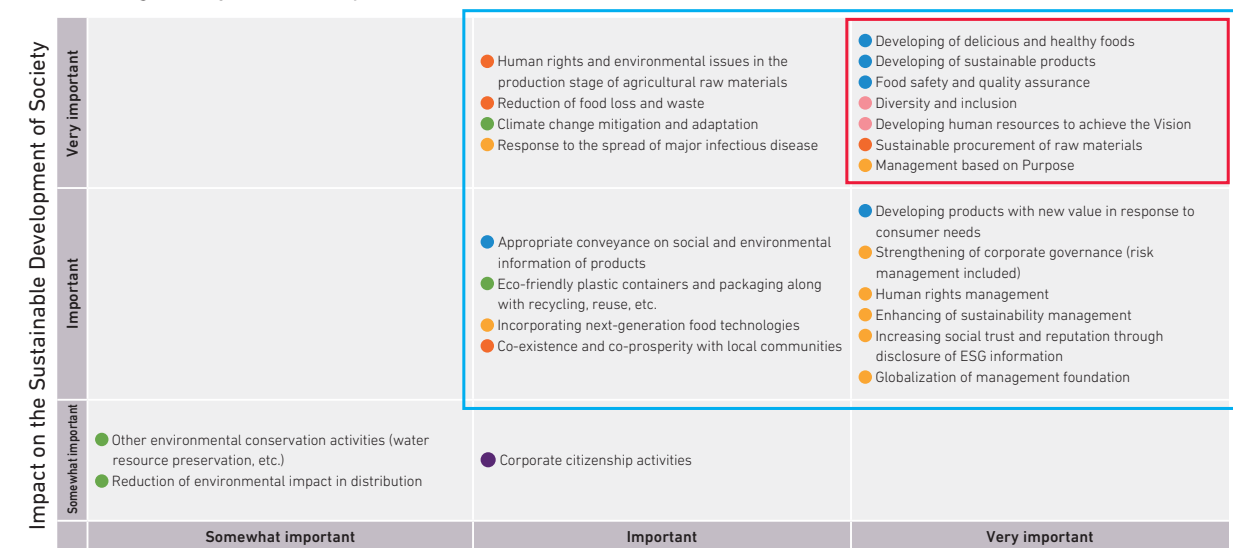 Impact on the Sustainable Development of Society
Very important
Human rights and environmental issues in the
production stage of agricultural raw materials
Reduction of food loss and waste
Climate change mitigation and adaptation
Response to the spread of major infectious disease
Developing of delicious and healthy foods
Developing of sustainable products
Food safety and quality assurance
Diversity and inclusion
Developing human resources to achieve the Vision
Sustainable procurement of raw materials
Management based on Purpose
Important
Appropriate conveyance on social and environmental
information of products
Eco-friendly plastic containers and packaging along
with recycling, reuse, etc.
Incorporating next-generation food technologies
Co-existence and co-prosperity with local communities
Developing products with new value in response to
consumer needs
Strengthening of corporate governance (risk
management included)
Human rights management
Enhancing of sustainability management
Increasing social trust and reputation through
disclosure of ESG information
Globalization of management foundation
Somewhat important
Other environmental conservation activities (water
resource preservation, etc.)
Reduction of environmental impact in distribution
Corporate citizenship activities
Somewhat important
Important
Very important